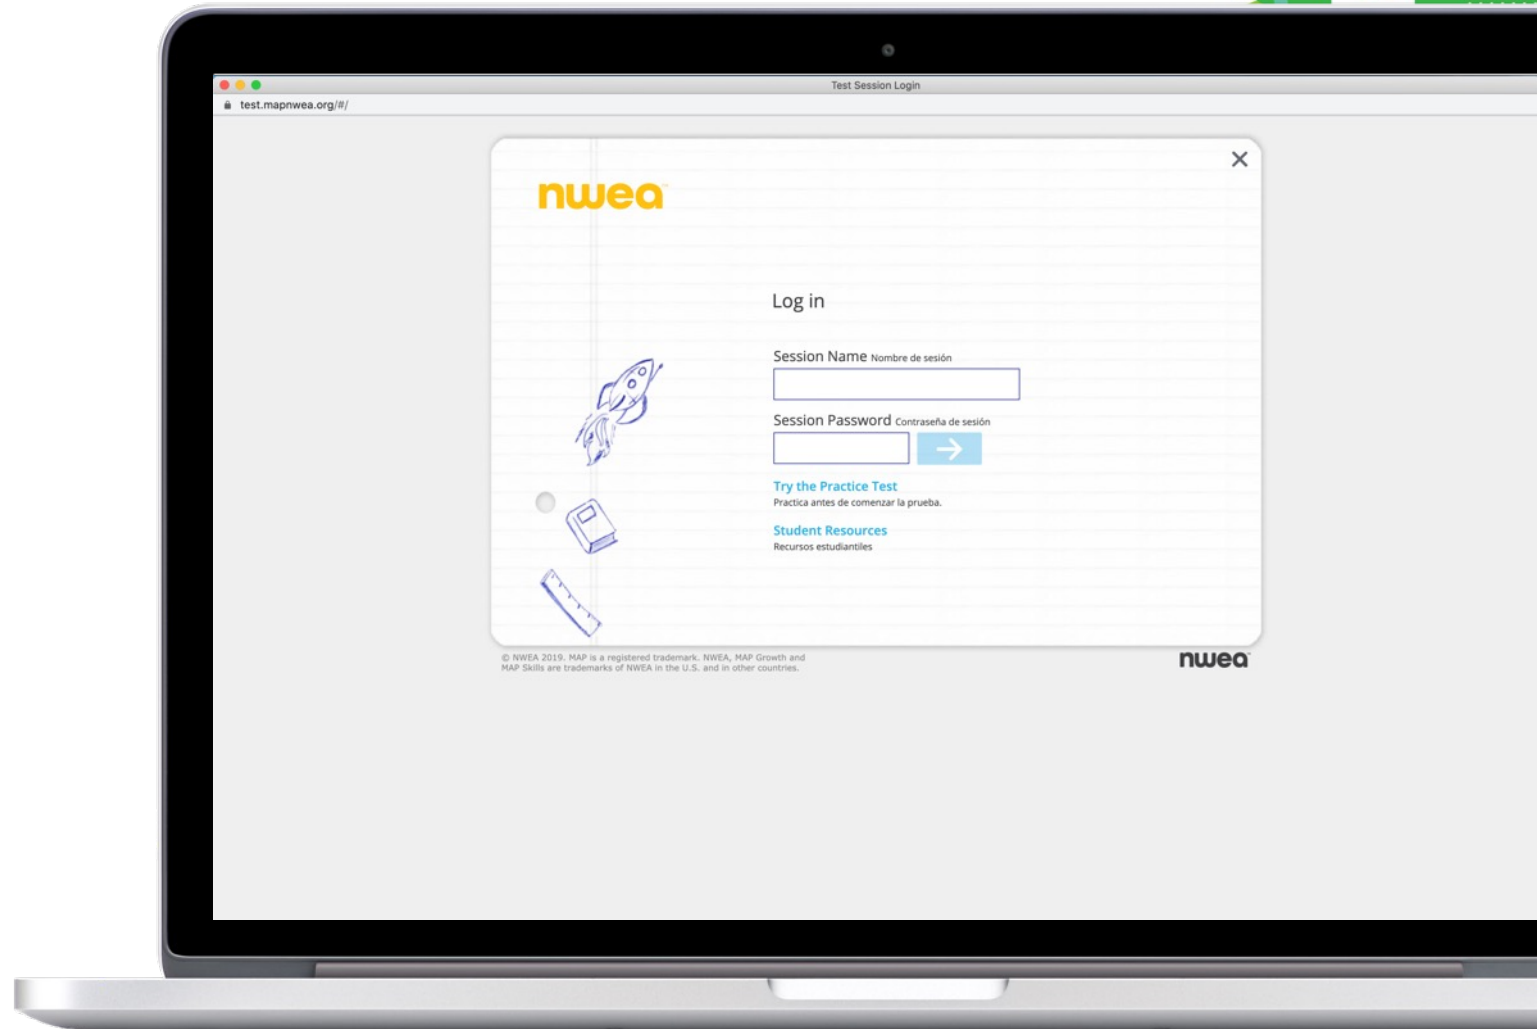 Test Session Login
test.mapnwea.org/#/
nwea
Log in
Session Name Nombre de sesión
Session Password Contraseña de sesión
Try the Practice Test
Practica antes de comenzar la prueba.
Student Resources
Recursos estudiantiles
© NWEA 2019. MAP is a registered trademark. NWEA, MAP Growth and
MAP Skills are trademarks of NWEA in the U.S. and in other countries.
nwea